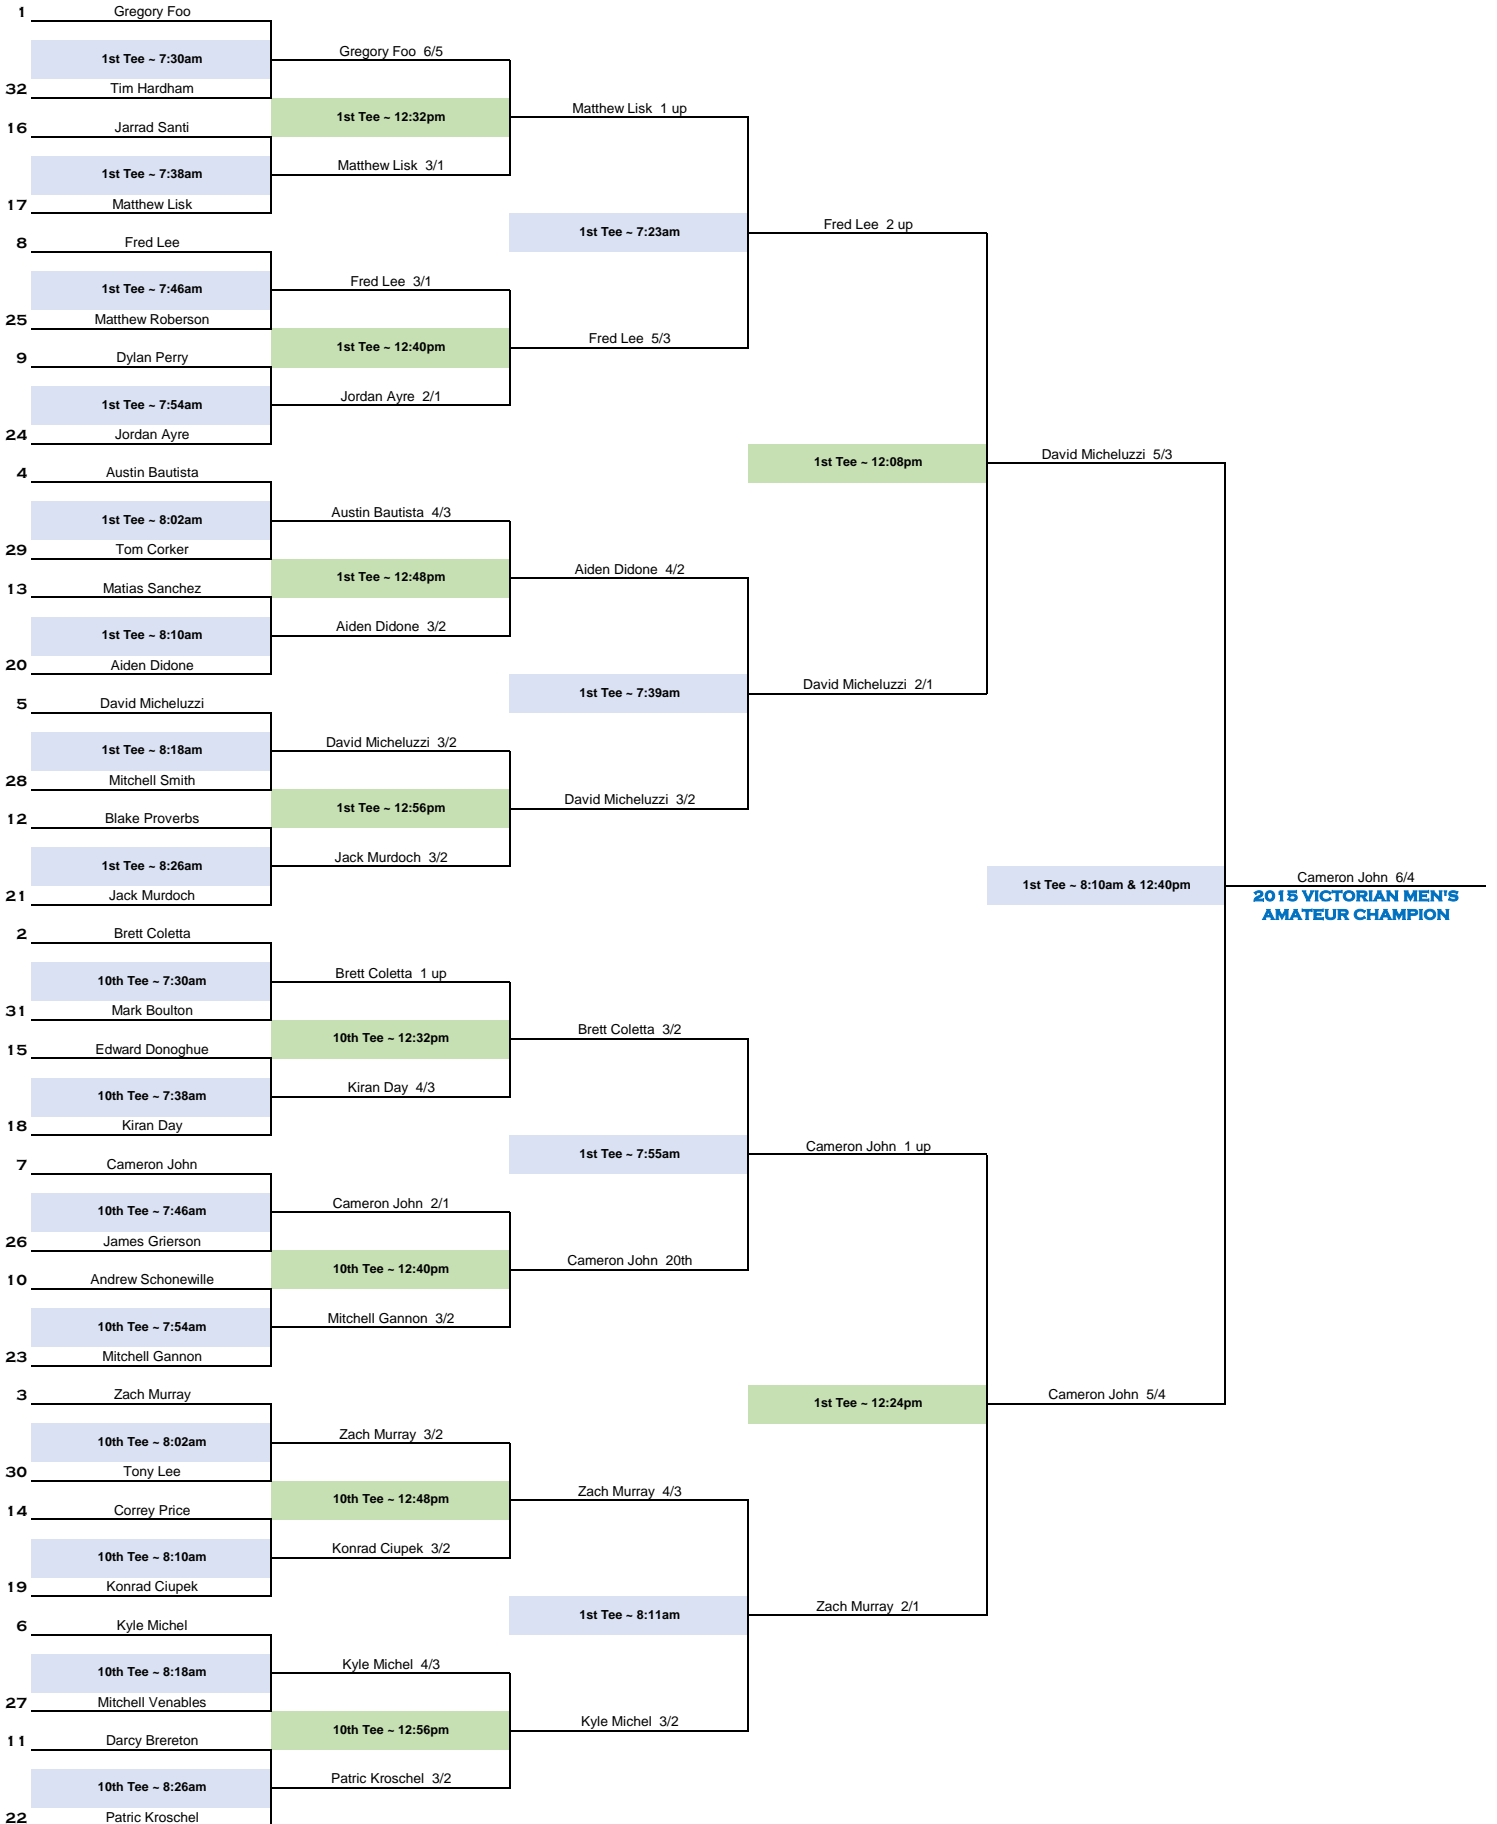 1 Gregory Foo
1st Tee ~ 7:30am
Gregory Foo 6/5
32 Tim Hardham
1st Tee ~ 12:32pm
Matthew Lisk 1 up
16 Jarrad Santi
1st Tee ~ 7:38am
Matthew Lisk 3/1
17 Matthew Lisk
1st Tee ~ 7:23am
Fred Lee 2 up
8 Fred Lee
1st Tee ~ 7:46am
Fred Lee 3/1
25 Matthew Roberson
1st Tee ~ 12:40pm
Fred Lee 5/3
9 Dylan Perry
1st Tee ~ 7:54am
Jordan Ayre 2/1
24 Jordan Ayre
1st Tee ~ 12:08pm
David Micheluzzi 5/3
4 Austin Bautista
1st Tee ~ 8:02am
Austin Bautista 4/3
29 Tom Corker
1st Tee ~ 12:48pm
Aiden Didone 4/2
13 Matias Sanchez
1st Tee ~ 8:10am
Aiden Didone 3/2
20 Aiden Didone
1st Tee ~ 7:39am
David Micheluzzi 2/1
5 David Micheluzzi
1st Tee ~ 8:18am
David Micheluzzi 3/2
28 Mitchell Smith
1st Tee ~ 12:56pm
David Micheluzzi 3/2
12 Blake Proverbs
1st Tee ~ 8:26am
Jack Murdoch 3/2
21 Jack Murdoch
1st Tee ~ 8:10am & 12:40pm
Cameron John 6/4
2015 VICTORIAN MEN'S
AMATEUR CHAMPION
2 Brett Coletta
10th Tee ~ 7:30am
Brett Coletta 1 up
31 Mark Boulton
10th Tee ~ 12:32pm
Brett Coletta 3/2
15 Edward Donoghue
10th Tee ~ 7:38am
Kiran Day 4/3
18 Kiran Day
1st Tee ~ 7:55am
Cameron John 1 up
7 Cameron John
10th Tee ~ 7:46am
Cameron John 2/1
26 James Grierson
10th Tee ~ 12:40pm
Cameron John 20th
10 Andrew Schonewille
10th Tee ~ 7:54am
Mitchell Gannon 3/2
23 Mitchell Gannon
1st Tee ~ 12:24pm
Cameron John 5/4
3 Zach Murray
10th Tee ~ 8:02am
Zach Murray 3/2
30 Tony Lee
10th Tee ~ 12:48pm
Zach Murray 4/3
14 Correy Price
10th Tee ~ 8:10am
Konrad Ciupek 3/2
19 Konrad Ciupek
1st Tee ~ 8:11am
Zach Murray 2/1
6 Kyle Michel
10th Tee ~ 8:18am
Kyle Michel 4/3
27 Mitchell Venables
10th Tee ~ 12:56pm
Kyle Michel 3/2
11 Darcy Brereton
10th Tee ~ 8:26am
Patric Kroschel 3/2
22 Patric Kroschel